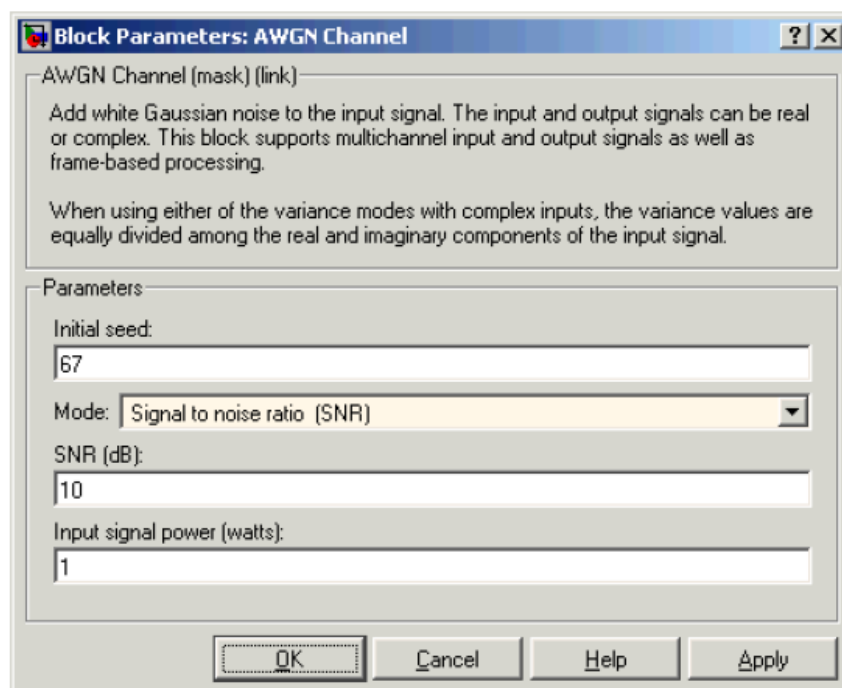 Block Parameters: AWGN Channel
AWGN Channel (mask) (link)
Add white Gaussian noise to the input signal. The input and output signals can be real
or complex. This block supports multichannel input and output signals as well as
frame-based processing.
When using either of the variance modes with complex inputs, the variance values are
equally divided among the real and imaginary components of the input signal.
Parameters
Initial seed:
67
Mode: Signal to noise ratio (SNR)
SNR (dB):
10
Input signal power (watts):
1
OK Cancel Help Apply